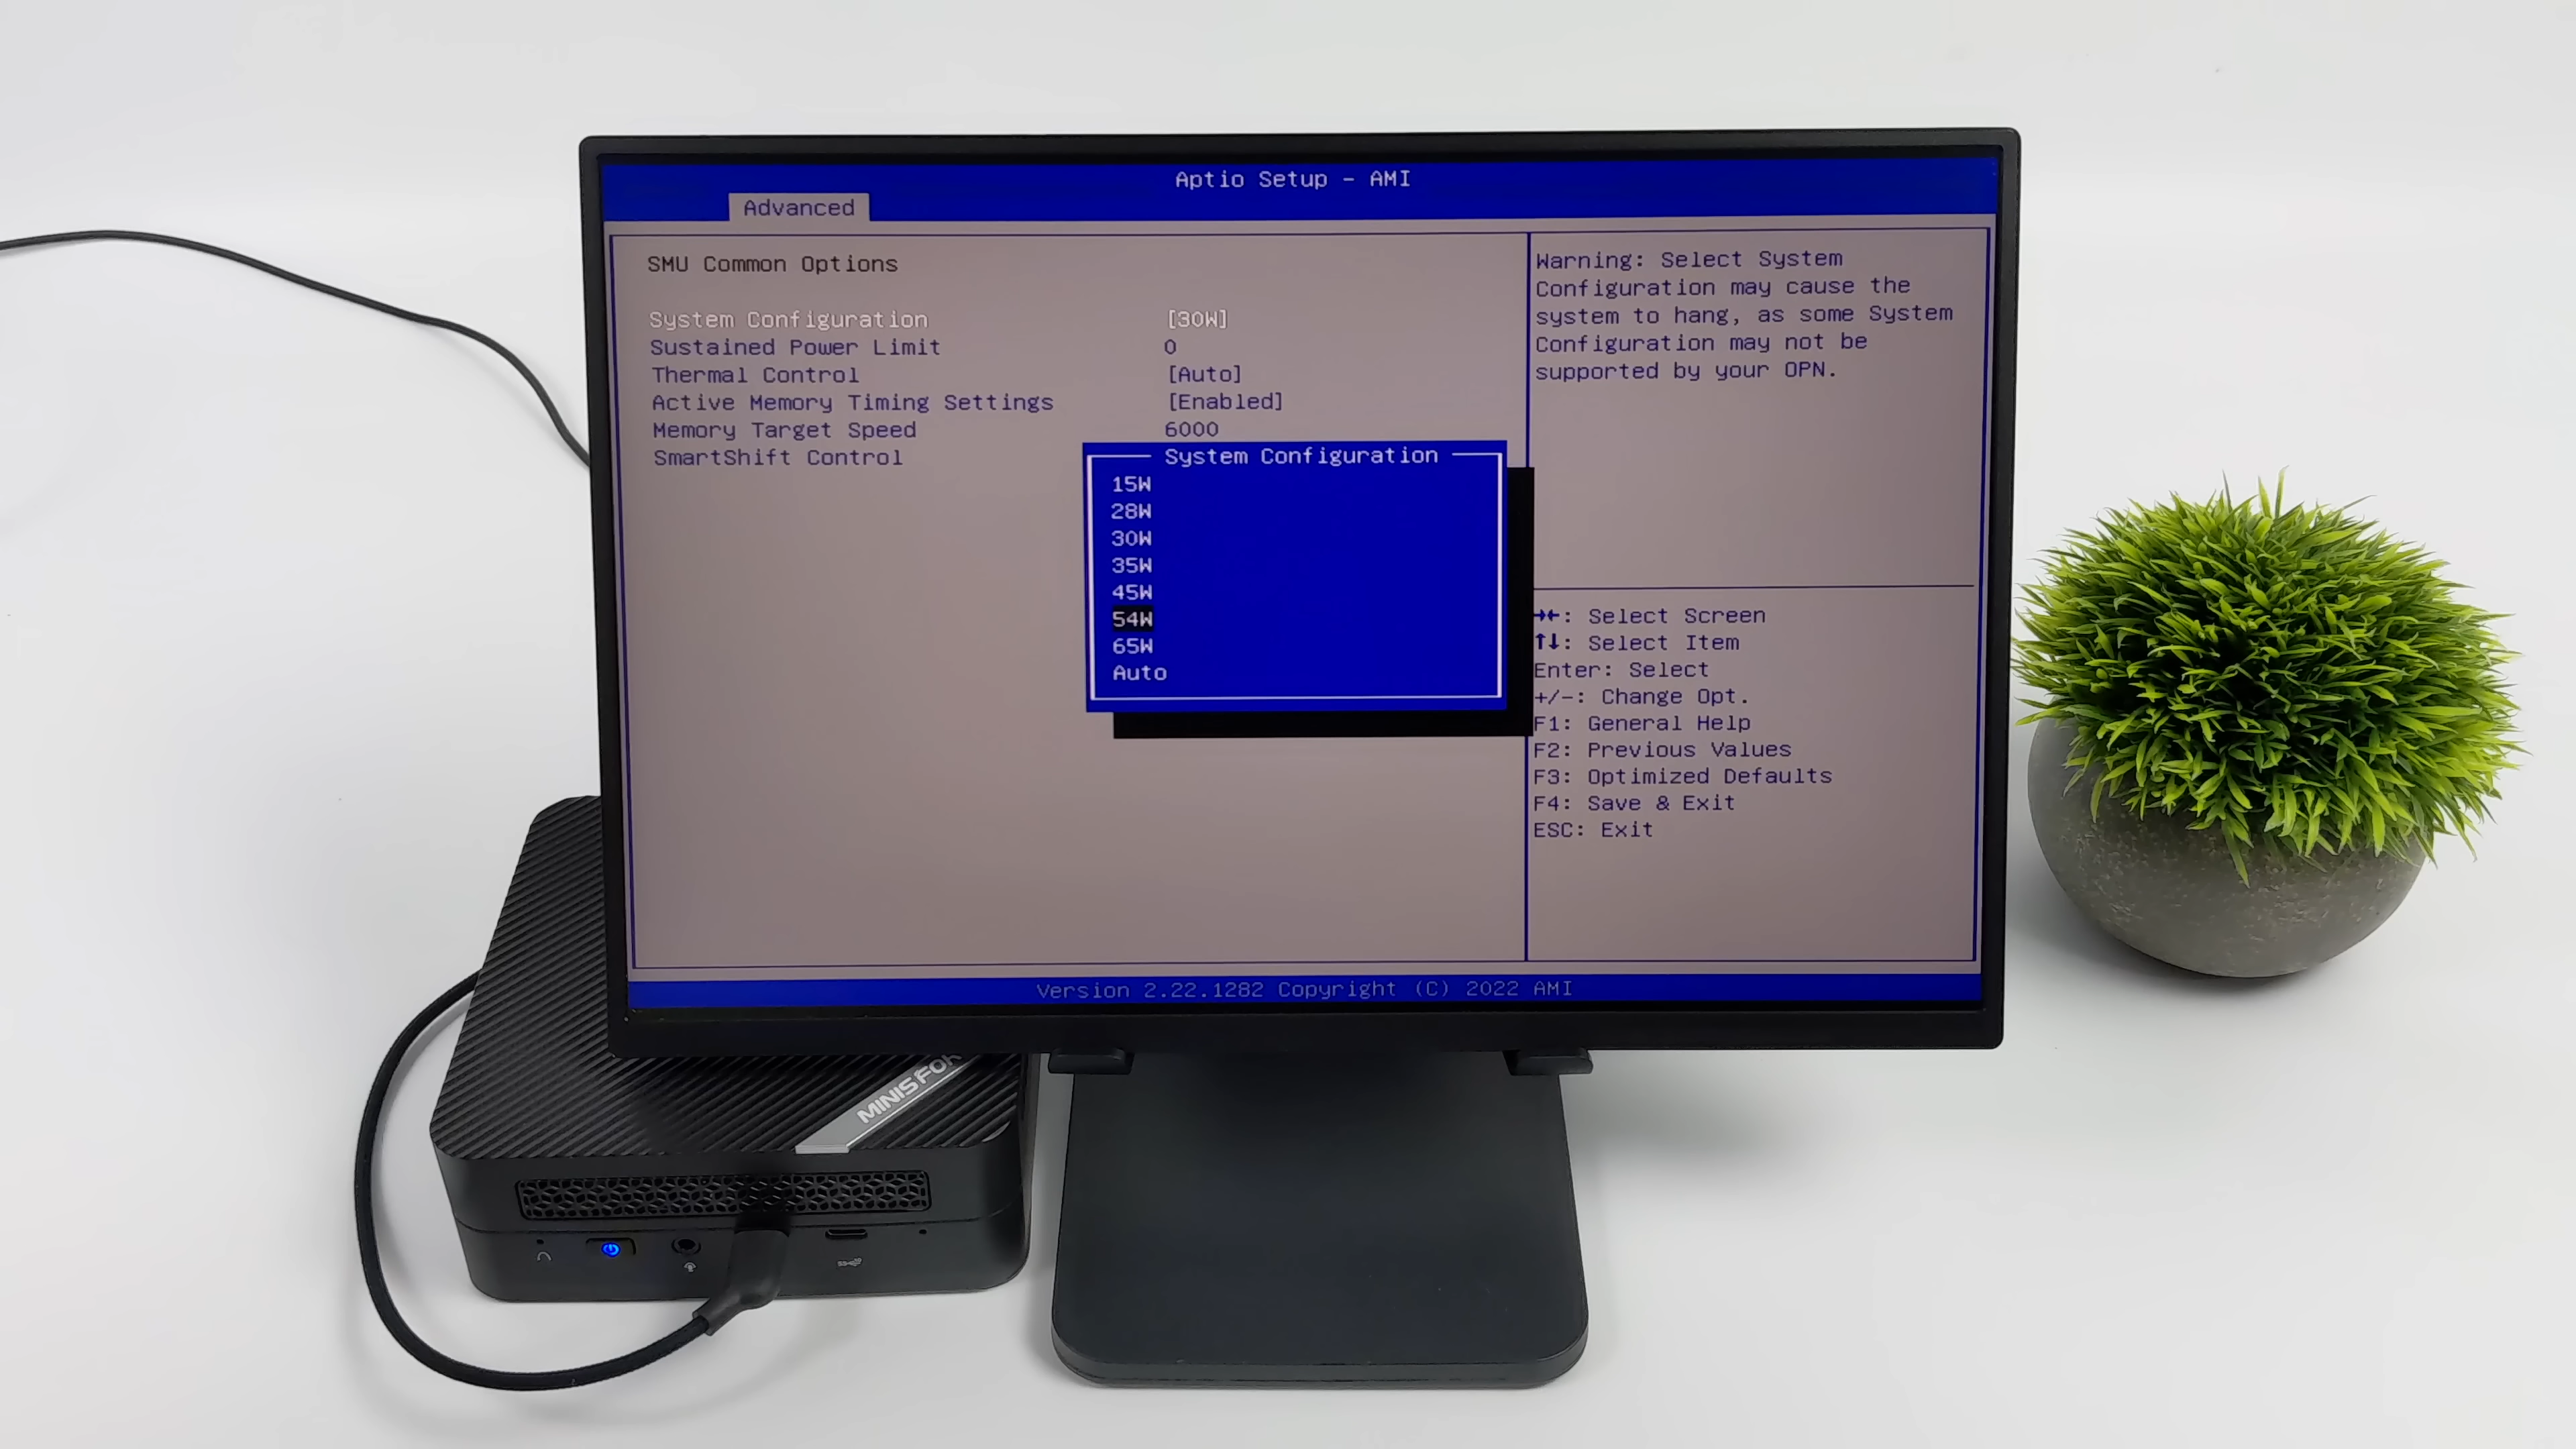 Aptio Setup - AMI
Advanced
SMU Common Options
System Configuration [30W]
Sustained Power Limit 0
Thermal Control [Auto]
Active Memory Timing Settings [Enabled]
Memory Target Speed 6000
SmartShift Control
System Configuration
15W
28W
30W
35W
45W
54W
65W
Auto
Warning: Select System
Configuration may cause the
system to hang, as some System
Configuration may not be
supported by your OPN.
→←: Select Screen
↑↓: Select Item
Enter: Select
+/-: Change Opt.
F1: General Help
F2: Previous Values
F3: Optimized Defaults
F4: Save & Exit
ESC: Exit
Version 2.22.1282 Copyright (C) 2022 AMI
MINISFOR